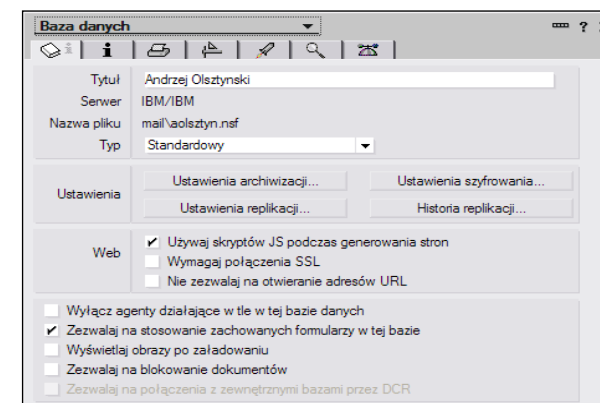 Baza danych
?
i
i
Tytuł Andrzej Olsztynski
Serwer IBM/IBM
Nazwa pliku mail\aolsztyn.nsf
Typ Standardowy
Ustawienia
Ustawienia archiwizacji... Ustawienia szyfrowania...
Ustawienia replikacji... Historia replikacji...
Web
Używaj skryptów JS podczas generowania stron
Wymagaj połączenia SSL
Nie zezwalaj na otwieranie adresów URL
Wyłącz agenty działające w tle w tej bazie danych
Zezwalaj na stosowanie zachowanych formularzy w tej bazie
Wyświetlaj obrazy po załadowaniu
Zezwalaj na blokowanie dokumentów
Zezwalaj na połączenia z zewnętrznymi bazami przez DCR